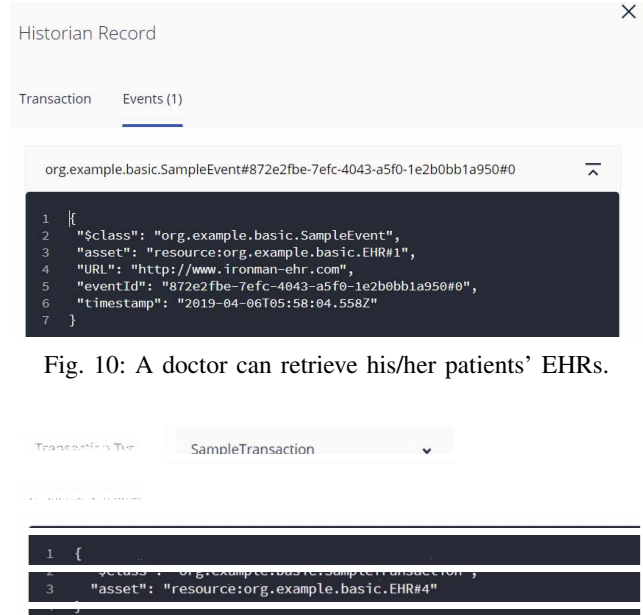 Historian Record
Transaction Events (1)
org.example.basic.SampleEvent#872e2fbe-7efc-4043-a5f0-1e2b0bb1a950#0
1 {
2 "$class": "org.example.basic.SampleEvent",
3 "asset": "resource:org.example.basic.EHR#1",
4 "URL": "http://www.ironman-ehr.com",
5 "eventId": "872e2fbe-7efc-4043-a5f0-1e2b0bb1a950#0",
6 "timestamp": "2019-04-06T05:58:04.558Z"
7 }
Fig. 10: A doctor can retrieve his/her patients' EHRs.
SampleTransaction
1 {
3 "asset": "resource:org.example.basic.EHR#4"